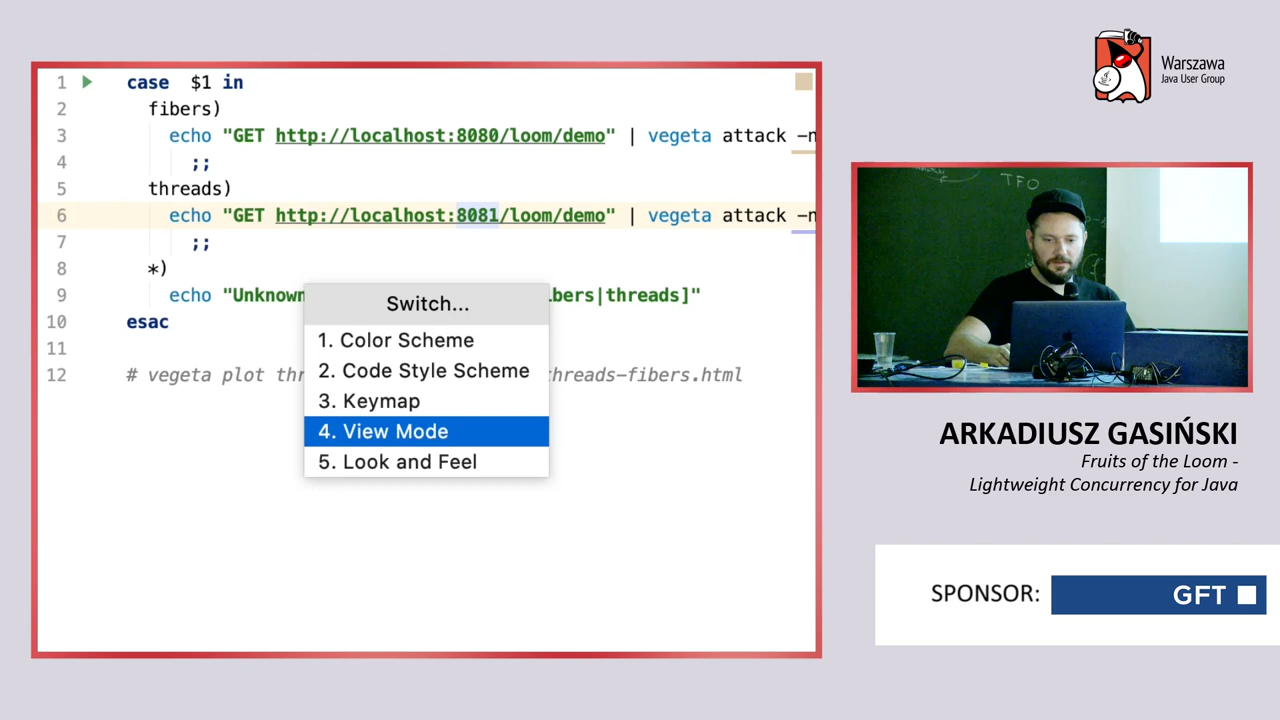 1 case $1 in
2 fibers)
3 echo "GET http://localhost:8080/loom/demo" | vegeta attack
4 ;;
5 threads)
6 echo "GET http://localhost:8081/loom/demo" | vegeta attack
7 ;;
8 *)
9 echo "Unknown bers|threads]"
10 esac
11
12 # vegeta plot threads-fibers.html
Switch...
1. Color Scheme
2. Code Style Scheme
3. Keymap
4. View Mode
5. Look and Feel
Warszawa
Java User Group
TFO
ARKADIUSZ GASIŃSKI
Fruits of the Loom -
Lightweight Concurrency for Java
SPONSOR: GFT